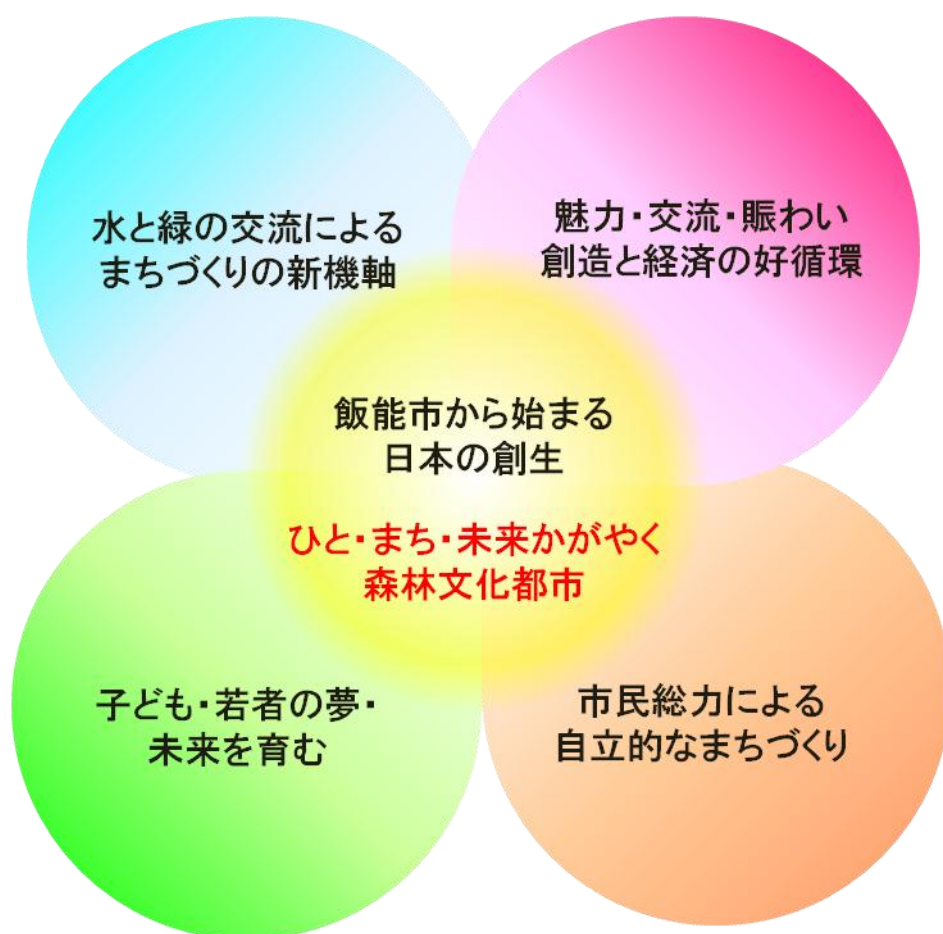 水と緑の交流による
まちづくりの新機軸
魅力・交流・賑わい
創造と経済の好循環
飯能市から始まる
日本の創生
ひと・まち・未来かがやく
森林文化都市
子ども・若者の夢・
未来を育む
市民総力による
自立的なまちづくり